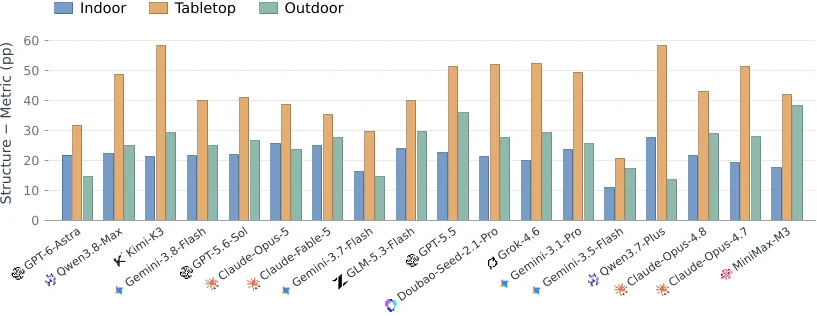 Indoor Tabletop Outdoor
Structure − Metric (pp)
60
50
40
30
20
10
0
GPT-6-Astra
Qwen3.8-Max
Kimi-K3
Gemini-3.8-Flash
GPT-5.6-Sol
Claude-Opus-5
Claude-Fable-5
Gemini-3.7-Flash
GLM-5.3-Flash
GPT-5.5
Doubao-Seed-2.1-Pro
Grok-4.6
Gemini-3.1-Pro
Gemini-3.5-Flash
Qwen3.7-Plus
Claude-Opus-4.8
Claude-Opus-4.7
MiniMax-M3